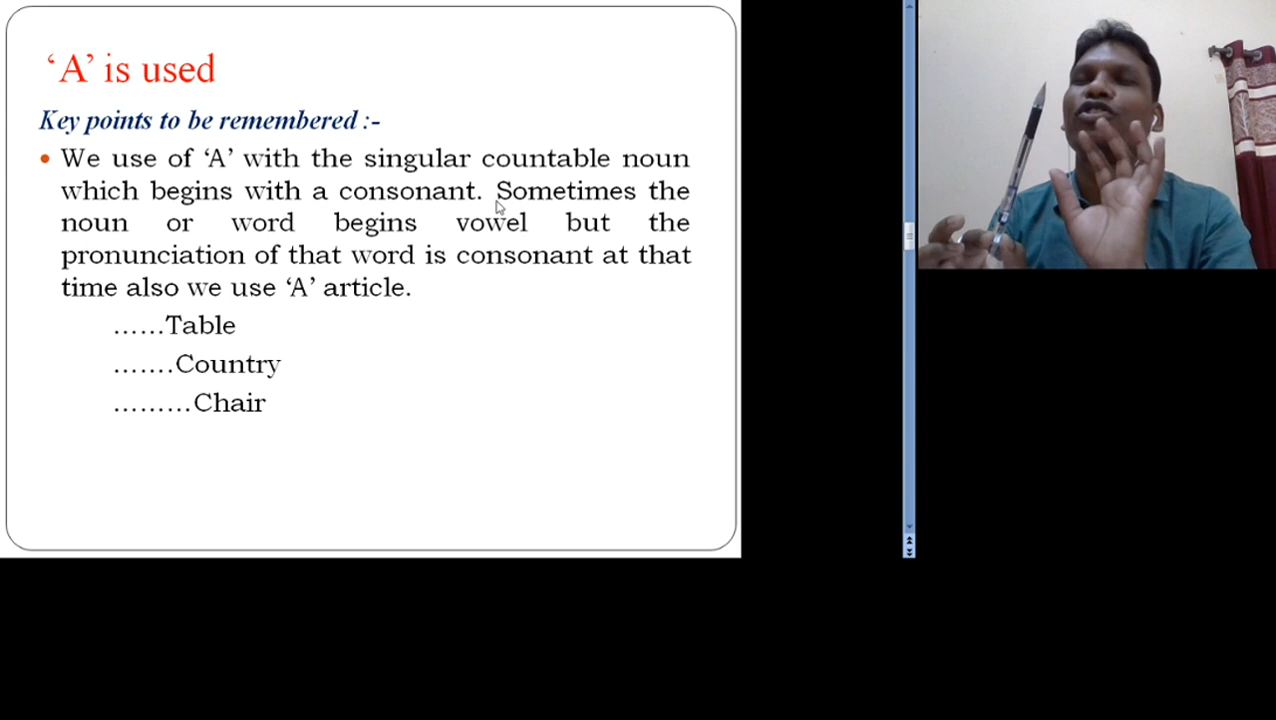 ‘A’ is used
Key points to be remembered :-
• We use of ‘A’ with the singular countable noun
which begins with a consonant. Sometimes the
noun or word begins vowel but the
pronunciation of that word is consonant at that
time also we use ‘A’ article.
......Table
.......Country
.........Chair